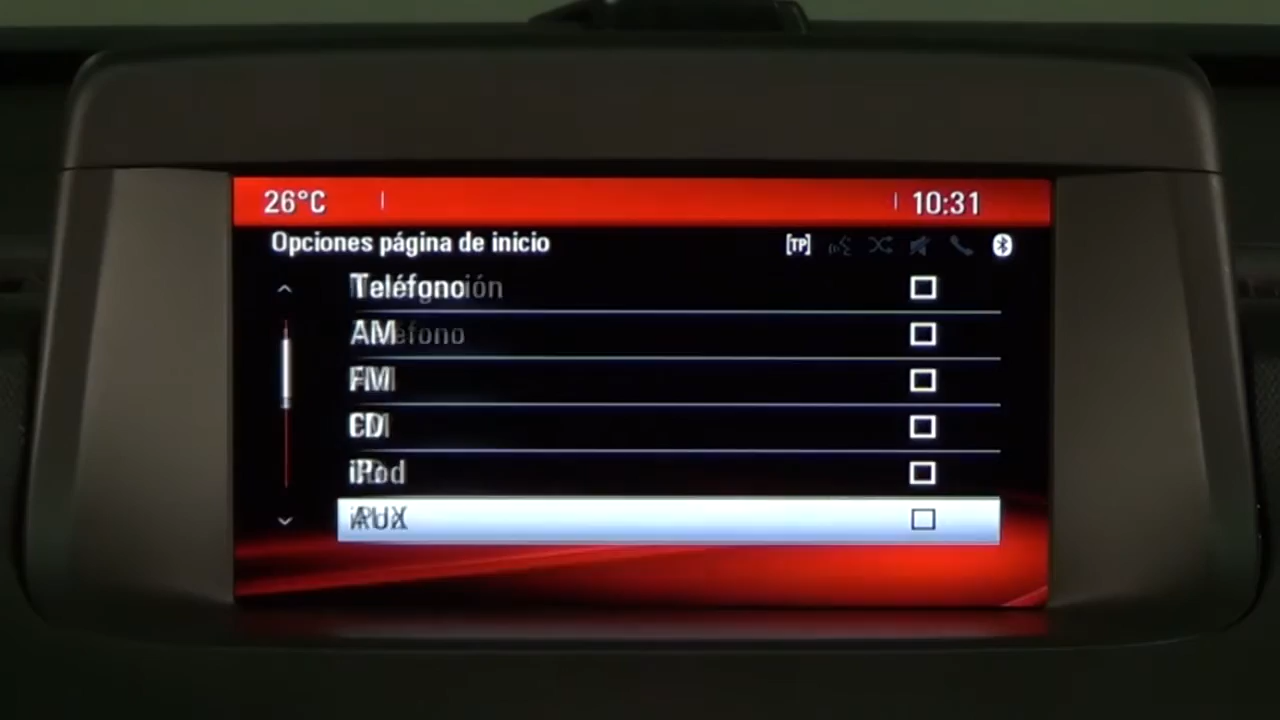 26°C 10:31
Opciones página de inicio [TP]
Teléfono
AM
FM
CD
iPod
AUX